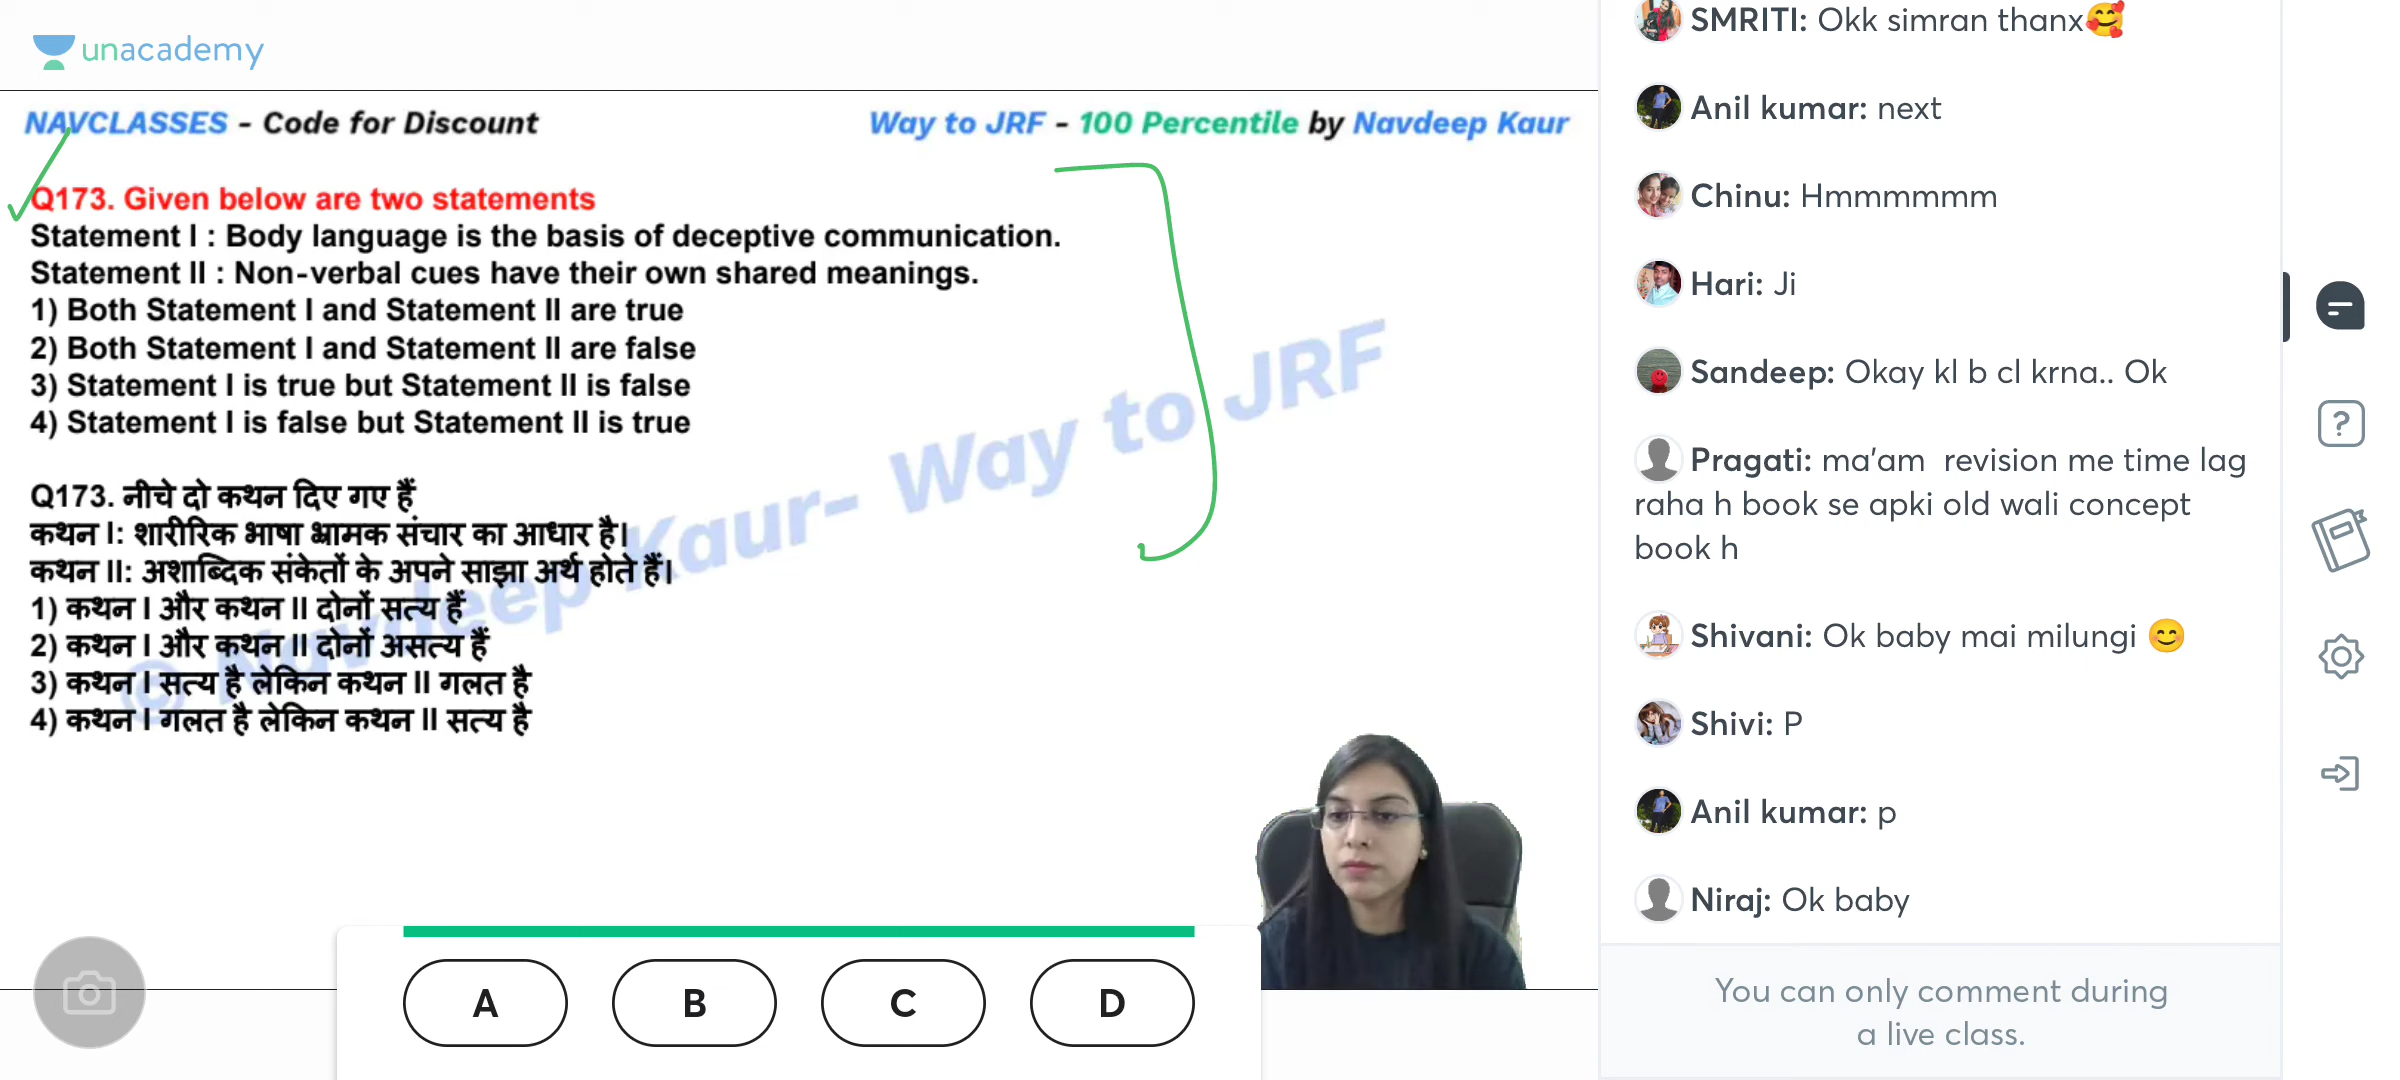 unacademy
NAVCLASSES - Code for Discount
Way to JRF - 100 Percentile by Navdeep Kaur
Q173. Given below are two statements
Statement I : Body language is the basis of deceptive communication.
Statement II : Non-verbal cues have their own shared meanings.
1) Both Statement I and Statement II are true
2) Both Statement I and Statement II are false
3) Statement I is true but Statement II is false
4) Statement I is false but Statement II is true
Q173. नीचे दो कथन दिए गए हैं
कथन I: शारीरिक भाषा भ्रामक संचार का आधार है।
कथन II: अशाब्दिक संकेतों के अपने साझा अर्थ होते हैं।
1) कथन I और कथन II दोनों सत्य हैं
2) कथन I और कथन II दोनों असत्य हैं
3) कथन I सत्य है लेकिन कथन II गलत है
4) कथन I गलत है लेकिन कथन II सत्य है
© Navdeep Kaur- Way to JRF
A
B
C
D
SMRITI: Okk simran thanx🥰
Anil kumar: next
Chinu: Hmmmmmm
Hari: Ji
Sandeep: Okay kl b cl krna.. Ok
Pragati: ma'am revision me time lag
raha h book se apki old wali concept
book h
Shivani: Ok baby mai milungi 😊
Shivi: P
Anil kumar: p
Niraj: Ok baby
You can only comment during
a live class.
?